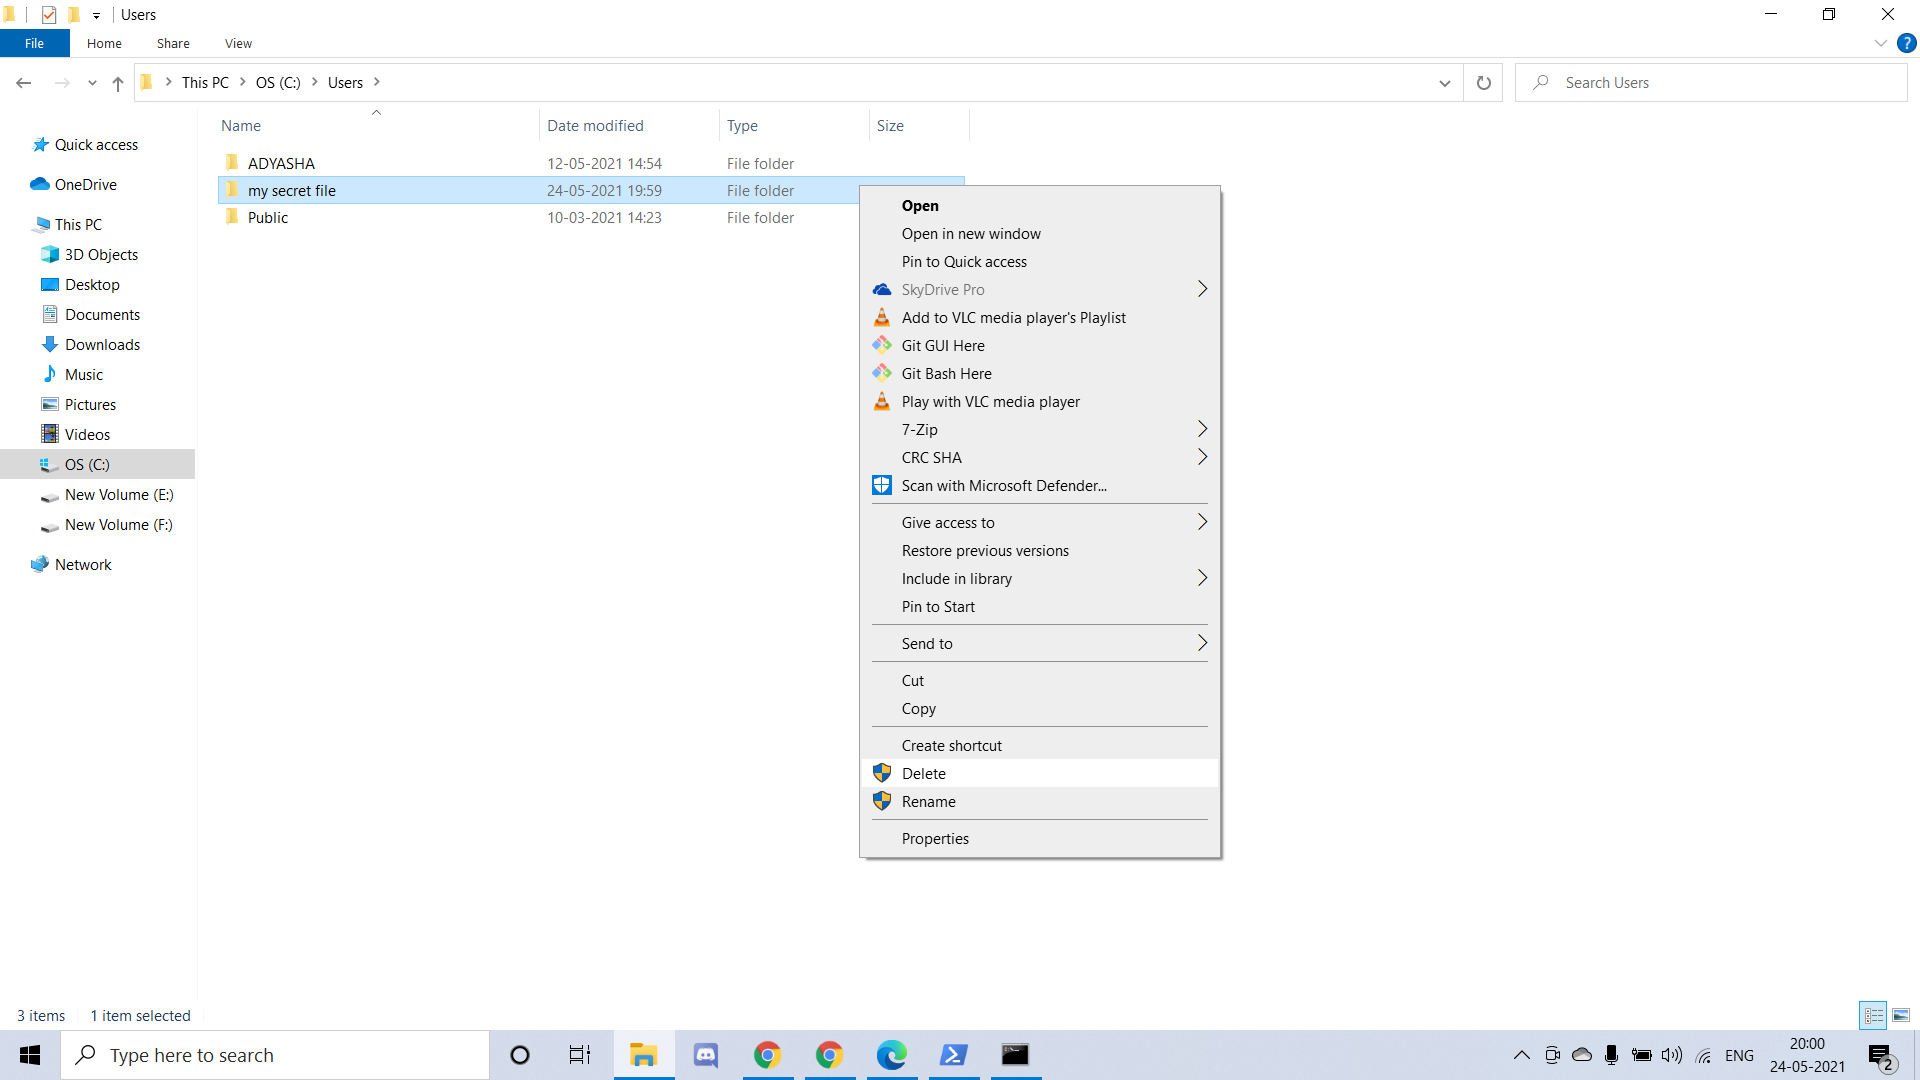 Users
File
Home
Share
View
?
This PC
OS (C:)
Users
Search Users
Name
Date modified
Type
Size
Quick access
OneDrive
This PC
3D Objects
Desktop
Documents
Downloads
Music
Pictures
Videos
OS (C:)
New Volume (E:)
New Volume (F:)
Network
ADYASHA 12-05-2021 14:54 File folder
my secret file 24-05-2021 19:59 File folder
Public 10-03-2021 14:23 File folder
Open
Open in new window
Pin to Quick access
SkyDrive Pro
Add to VLC media player's Playlist
Git GUI Here
Git Bash Here
Play with VLC media player
7-Zip
CRC SHA
Scan with Microsoft Defender...
Give access to
Restore previous versions
Include in library
Pin to Start
Send to
Cut
Copy
Create shortcut
Delete
Rename
Properties
3 items
1 item selected
Type here to search
ENG
20:00
24-05-2021
2